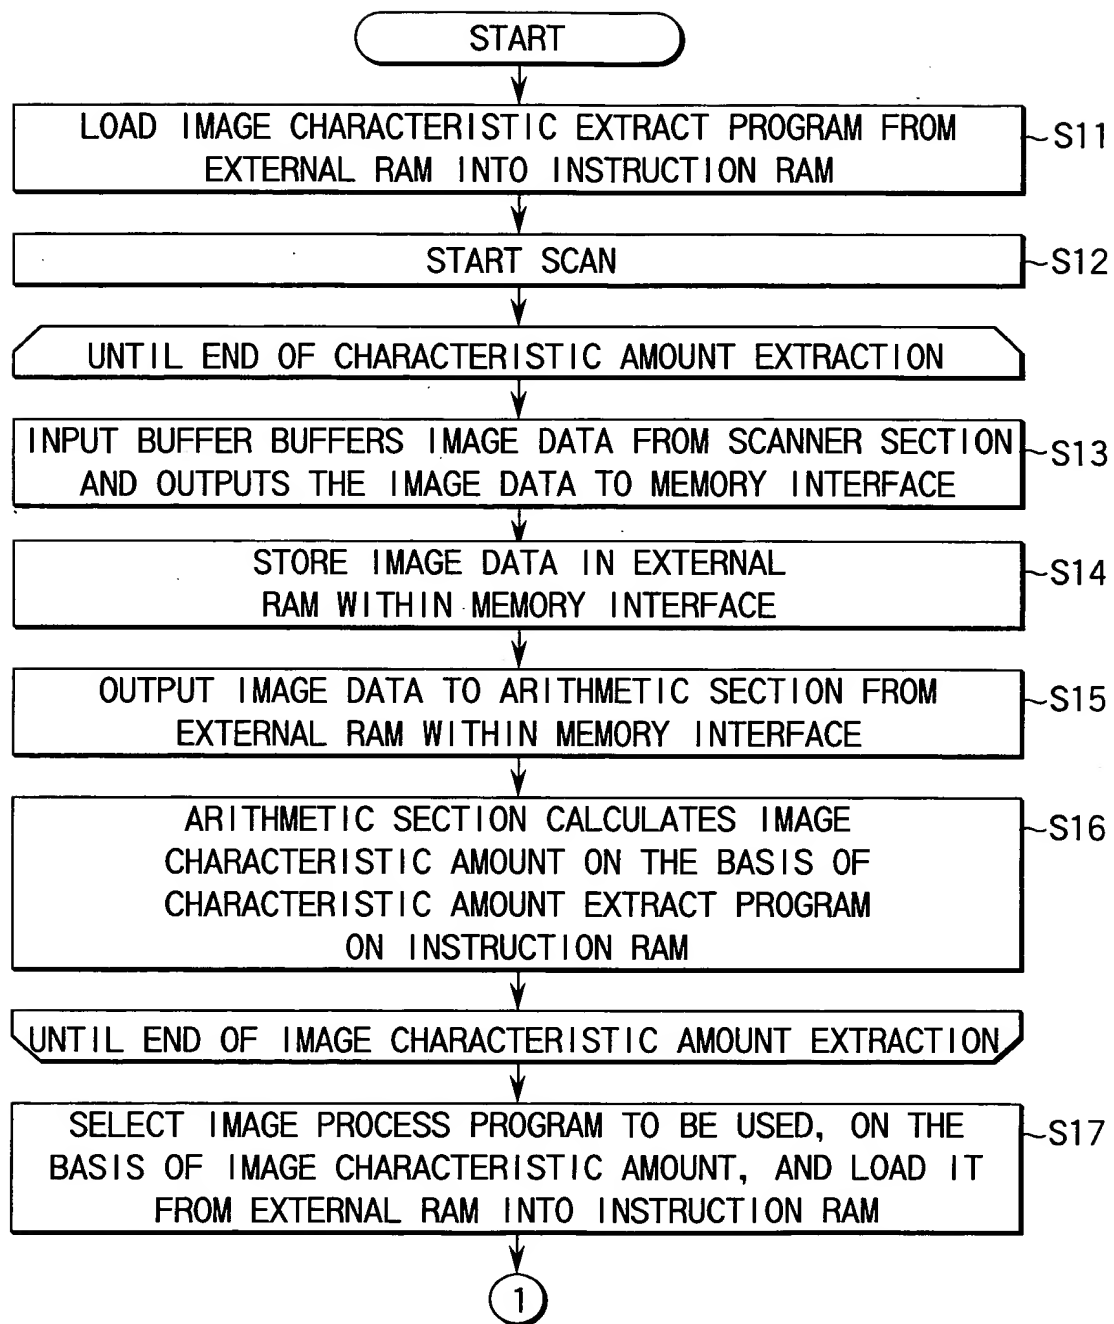 START
LOAD IMAGE CHARACTERISTIC EXTRACT PROGRAM FROM
EXTERNAL RAM INTO INSTRUCTION RAM
S11
START SCAN
S12
UNTIL END OF CHARACTERISTIC AMOUNT EXTRACTION
INPUT BUFFER BUFFERS IMAGE DATA FROM SCANNER SECTION
AND OUTPUTS THE IMAGE DATA TO MEMORY INTERFACE
S13
STORE IMAGE DATA IN EXTERNAL
RAM WITHIN MEMORY INTERFACE
S14
OUTPUT IMAGE DATA TO ARITHMETIC SECTION FROM
EXTERNAL RAM WITHIN MEMORY INTERFACE
S15
ARITHMETIC SECTION CALCULATES IMAGE
CHARACTERISTIC AMOUNT ON THE BASIS OF
CHARACTERISTIC AMOUNT EXTRACT PROGRAM
ON INSTRUCTION RAM
S16
UNTIL END OF IMAGE CHARACTERISTIC AMOUNT EXTRACTION
SELECT IMAGE PROCESS PROGRAM TO BE USED, ON THE
BASIS OF IMAGE CHARACTERISTIC AMOUNT, AND LOAD IT
FROM EXTERNAL RAM INTO INSTRUCTION RAM
S17
1